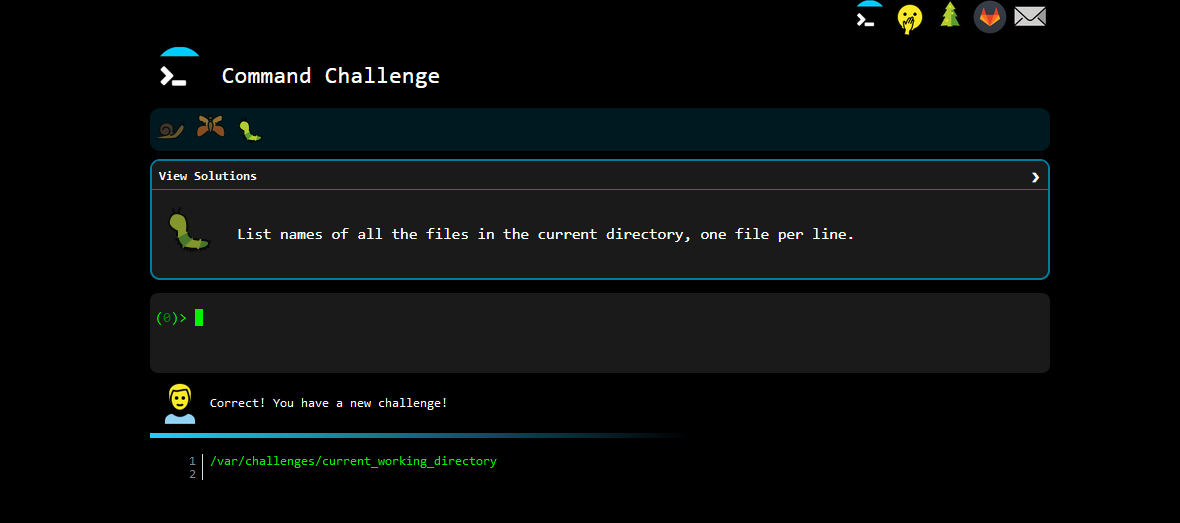 Command Challenge
View Solutions
List names of all the files in the current directory, one file per line.
(0)>
Correct! You have a new challenge!
1 /var/challenges/current_working_directory
2